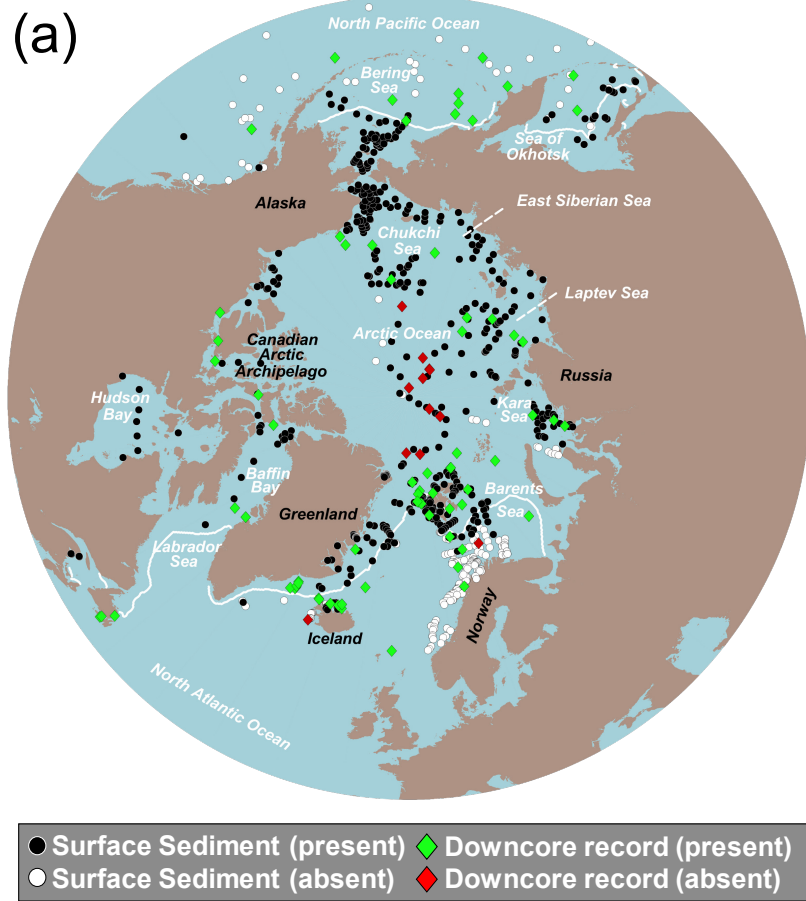 (a)
North Pacific Ocean
Bering
Sea
Sea of
Okhotsk
Alaska
East Siberian Sea
Chukchi
Sea
Laptev Sea
Arctic Ocean
Canadian
Arctic
Archipelago
Russia
Hudson
Bay
Kara
Sea
Baffin
Bay
Barents
Sea
Greenland
Labrador
Sea
Norway
Iceland
North Atlantic Ocean
Surface Sediment (present)
Downcore record (present)
Surface Sediment (absent)
Downcore record (absent)